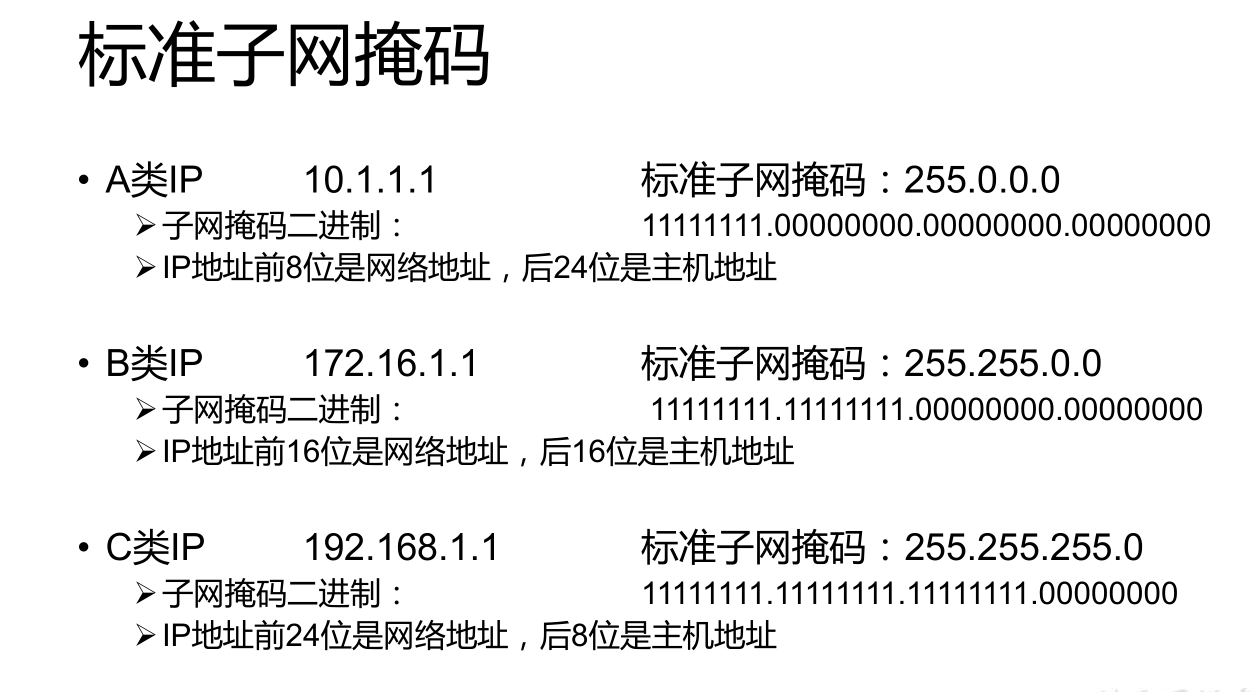 标准子网掩码
• A类IP 10.1.1.1 标准子网掩码：255.0.0.0
➢子网掩码二进制： 11111111.00000000.00000000.00000000
➢IP地址前8位是网络地址，后24位是主机地址
• B类IP 172.16.1.1 标准子网掩码：255.255.0.0
➢子网掩码二进制： 11111111.11111111.00000000.00000000
➢IP地址前16位是网络地址，后16位是主机地址
• C类IP 192.168.1.1 标准子网掩码：255.255.255.0
➢子网掩码二进制： 11111111.11111111.11111111.00000000
➢IP地址前24位是网络地址，后8位是主机地址